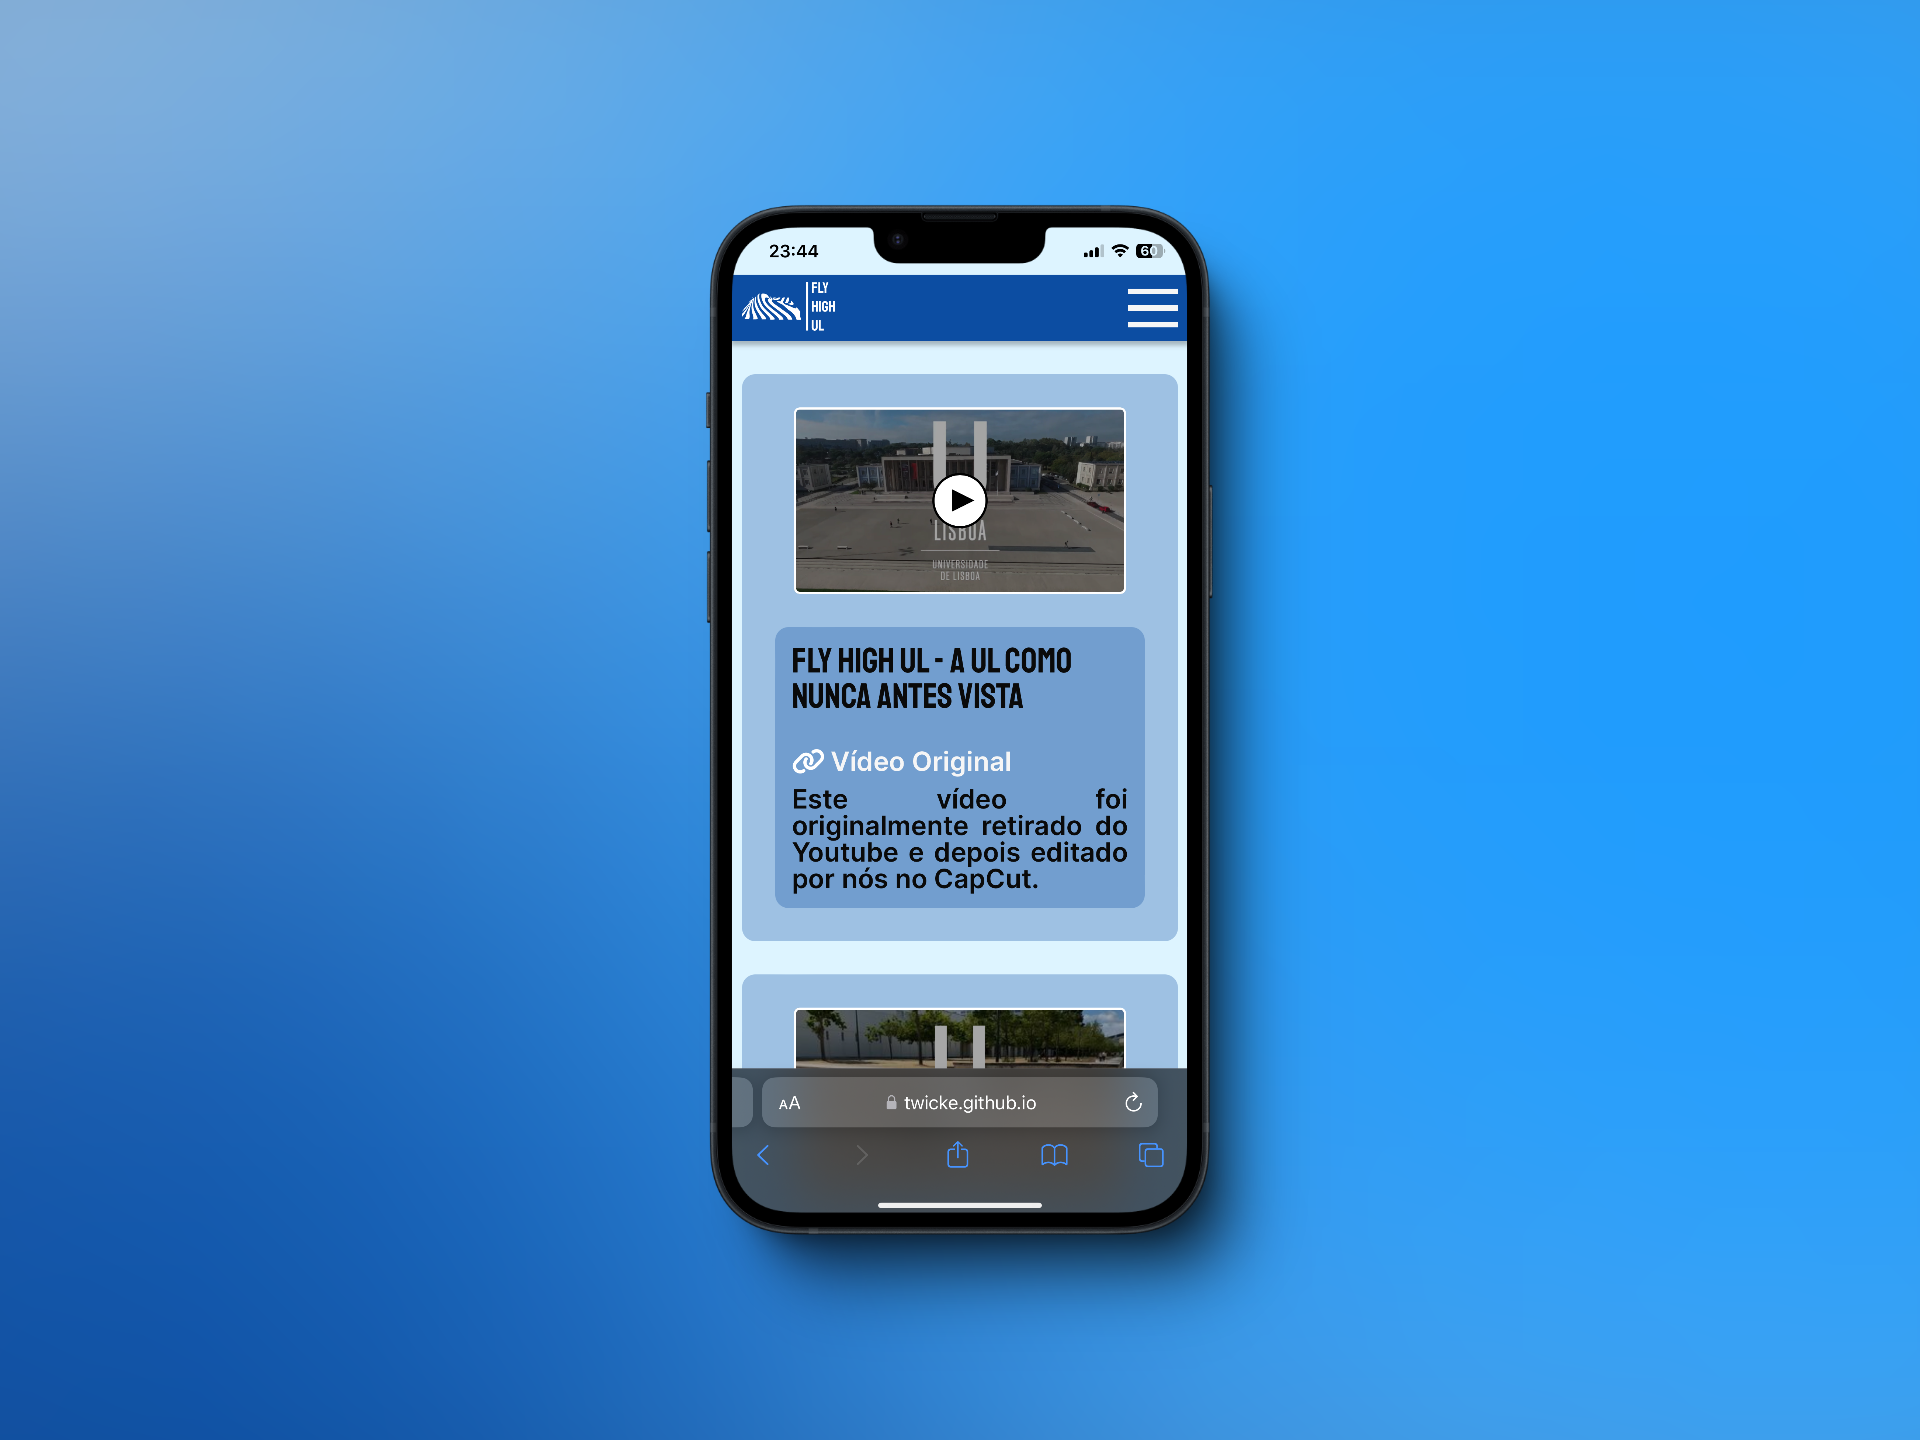 23:44
60
FLY
HIGH
UL
LISBOA
UNIVERSIDADE
DE LISBOA
FLY HIGH UL - A UL COMO
NUNCA ANTES VISTA
Vídeo Original
Este vídeo foi
originalmente retirado do
Youtube e depois editado
por nós no CapCut.
AA
twicke.github.io